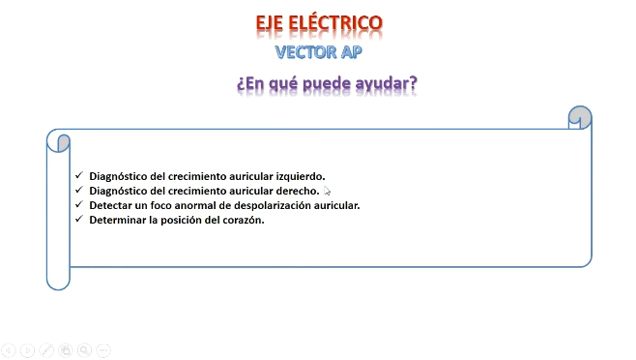 EJE ELÉCTRICO
VECTOR AP
¿En qué puede ayudar?
✓ Diagnóstico del crecimiento auricular izquierdo.
✓ Diagnóstico del crecimiento auricular derecho.
✓ Detectar un foco anormal de despolarización auricular.
✓ Determinar la posición del corazón.